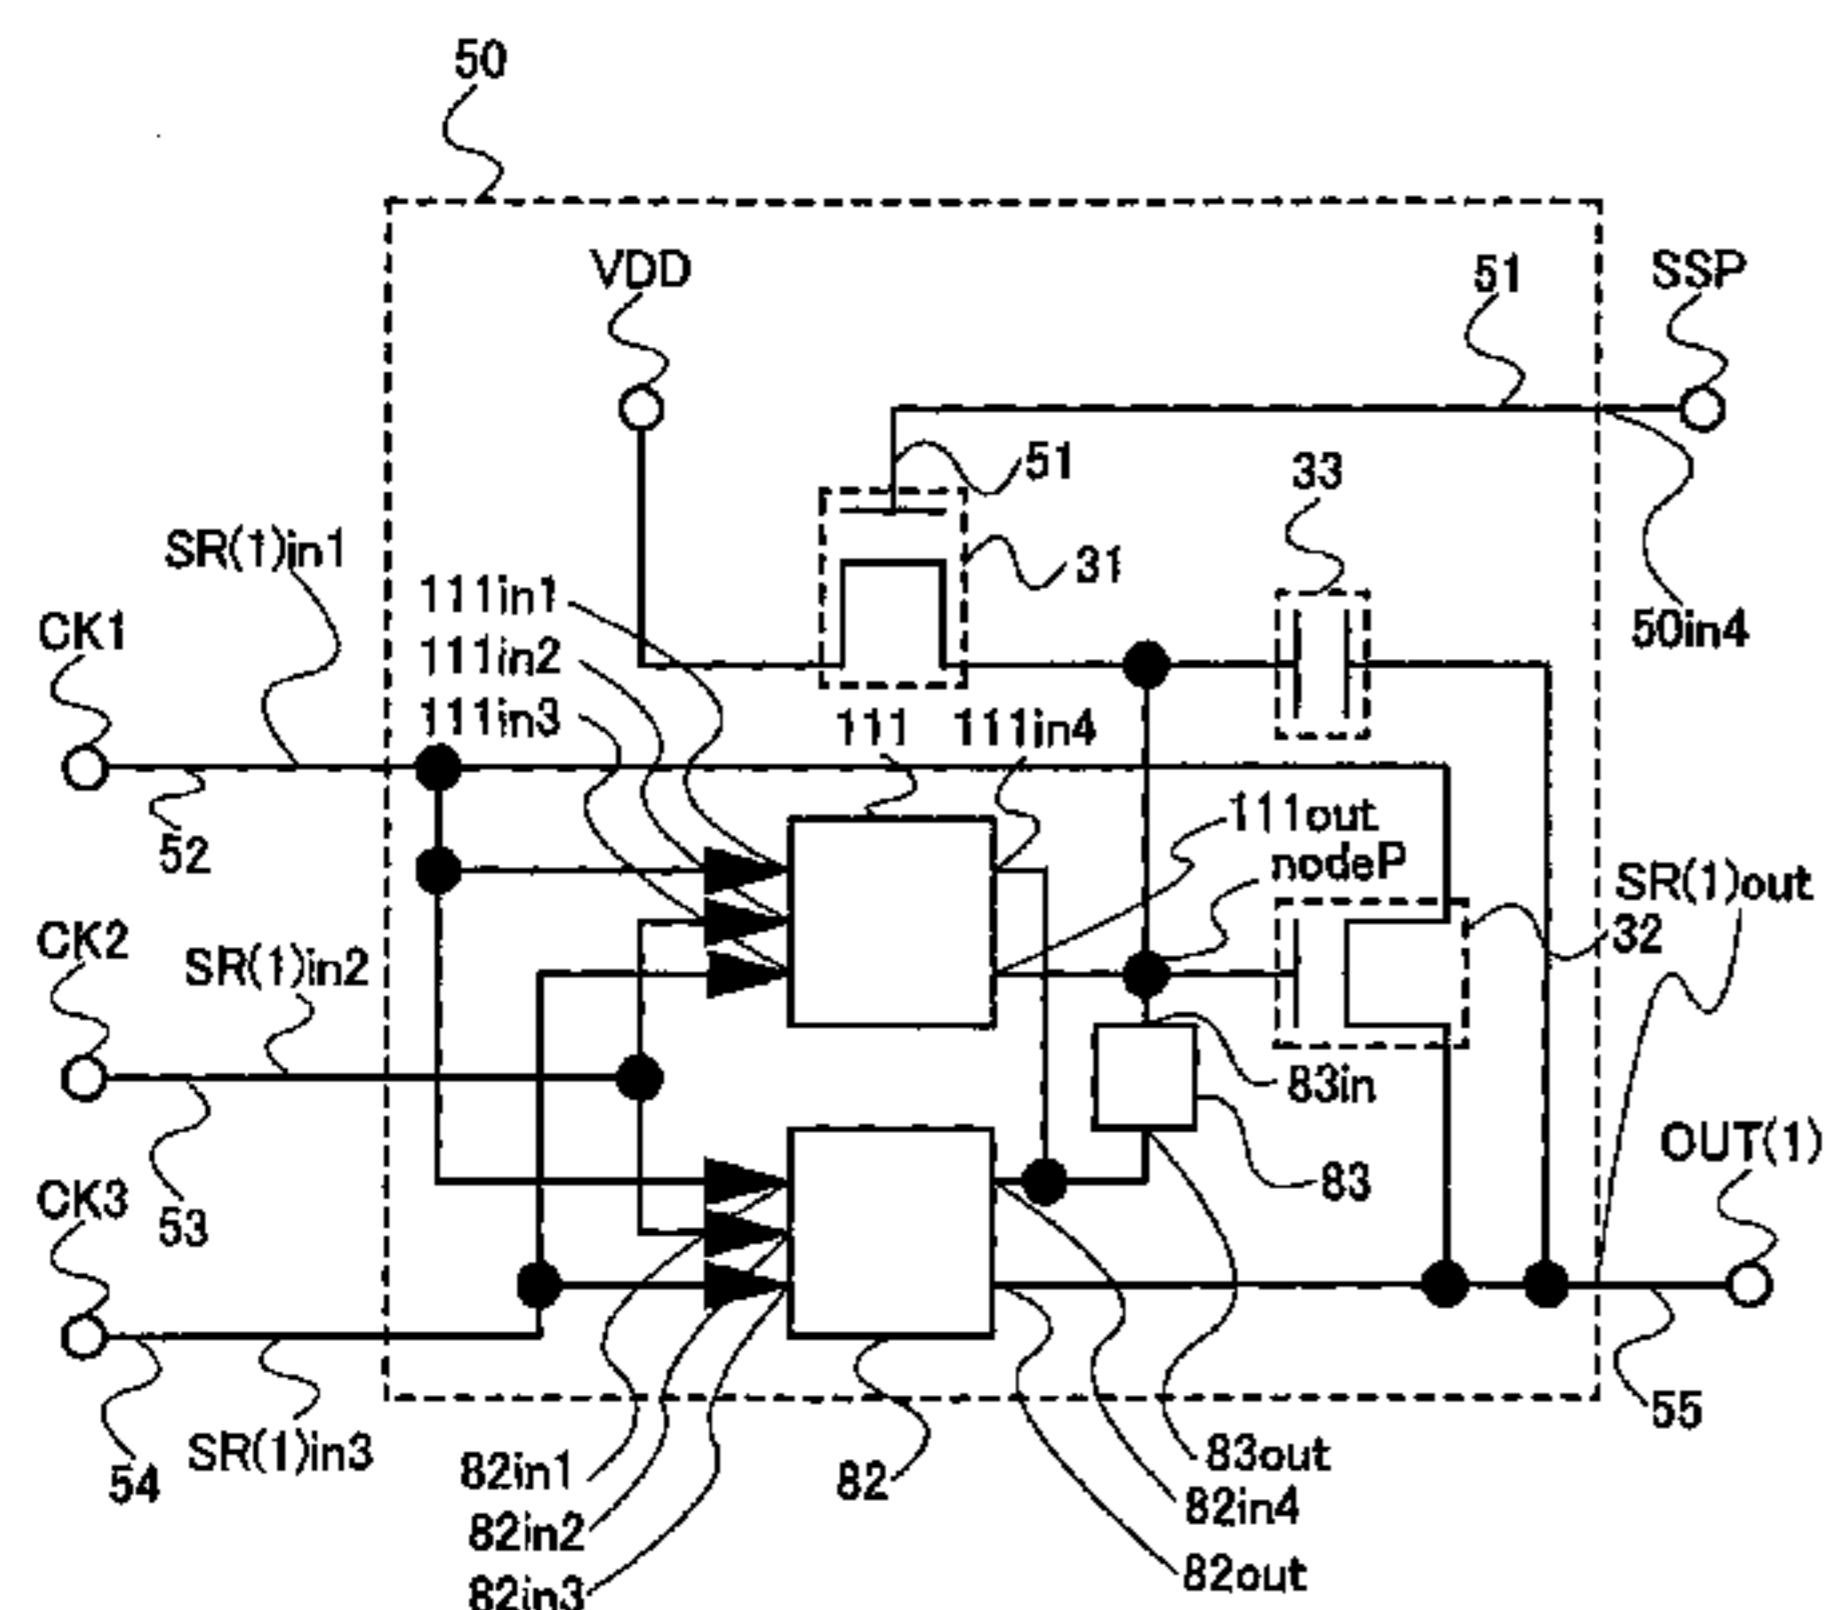 50
VDD
51
SSP
51
33
SR(1)in1
31
111in1
50in4
CK1
111in2
111in3
111
111in4
111out
52
nodeP
SR(1)out
CK2
32
SR(1)in2
83in
OUT(1)
CK3
53
83
55
SR(1)in3
83out
54
82in1
82
82in4
82in2
82out
82in3